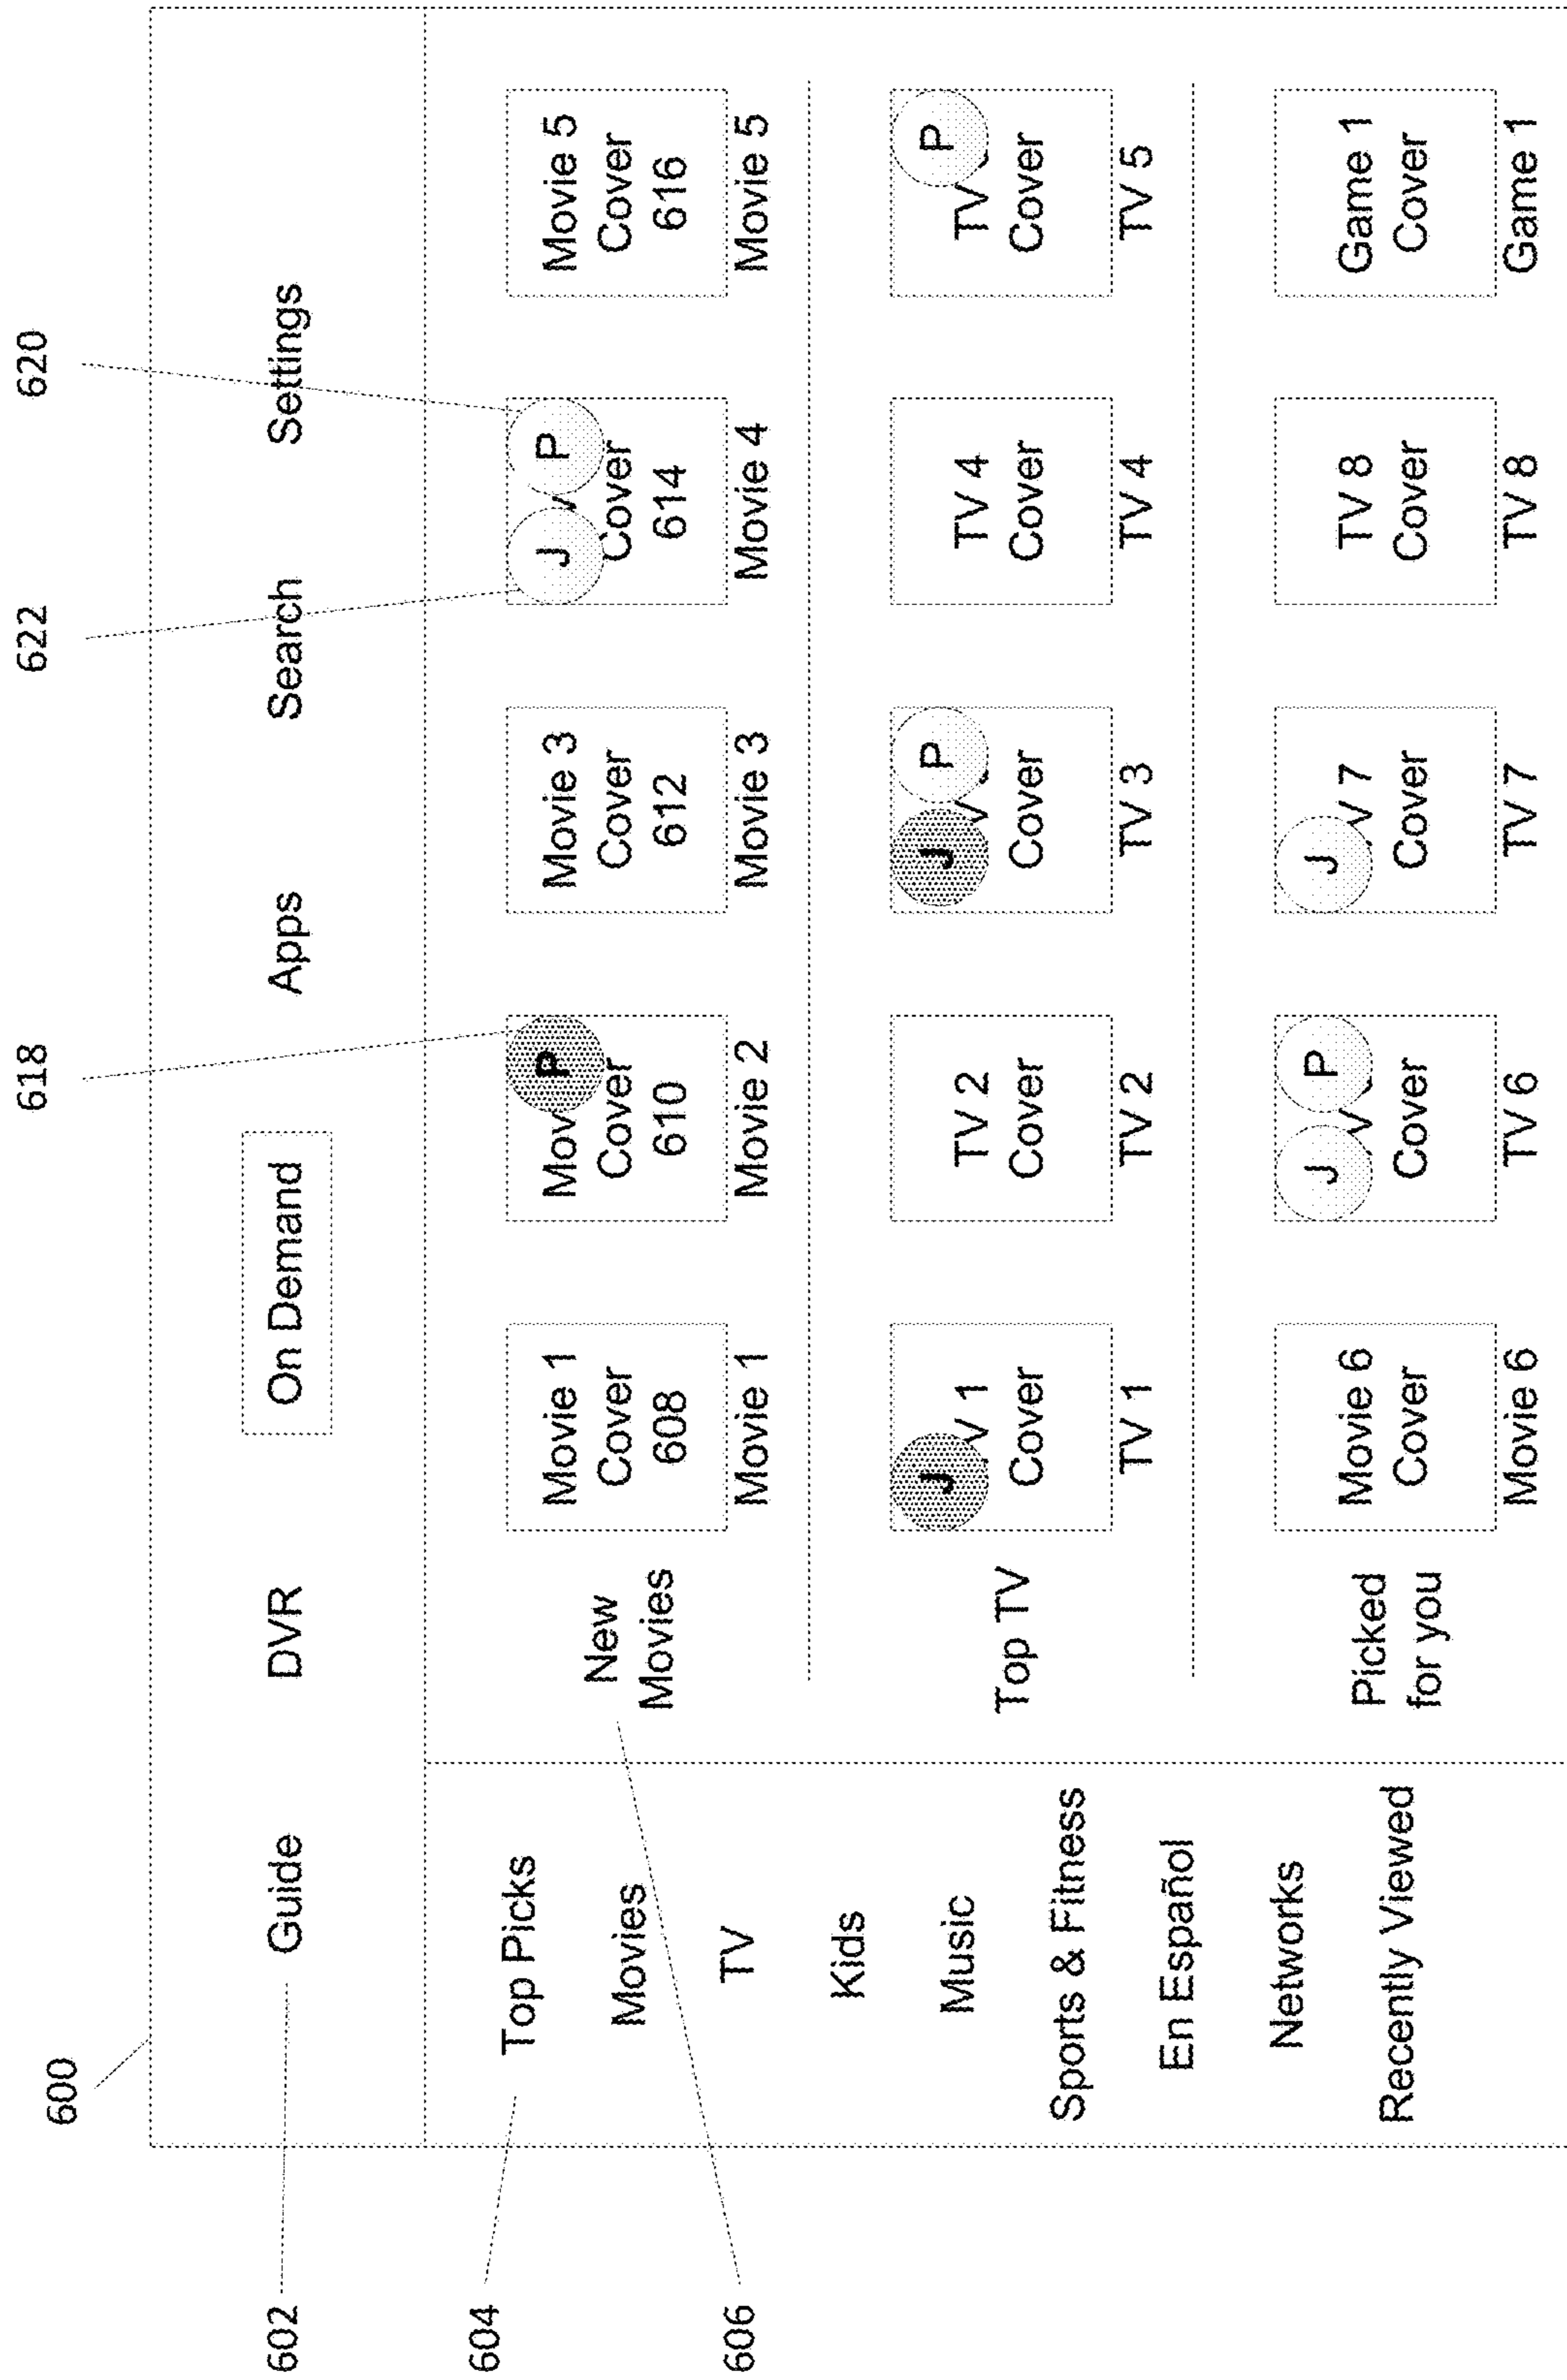 600
618
622
620
602
Guide
DVR
On Demand
Apps
Search
Settings
604
606
Top Picks
Movies
TV
Kids
Music
Sports & Fitness
En Español
Networks
Recently Viewed
New
Movies
Movie 1
Cover
608
Movie 1
Mov
P
Cover
610
Movie 2
Movie 3
Cover
612
Movie 3
J
P
Cover
614
Movie 4
Movie 5
Cover
616
Movie 5
Top TV
J
V 1
Cover
TV 1
TV 2
Cover
TV 2
J
P
Cover
TV 3
TV 4
Cover
TV 4
P
TV
Cover
TV 5
Picked
for you
Movie 6
Cover
Movie 6
J
P
Cover
TV 6
J
V 7
Cover
TV 7
TV 8
Cover
TV 8
Game 1
Cover
Game 1